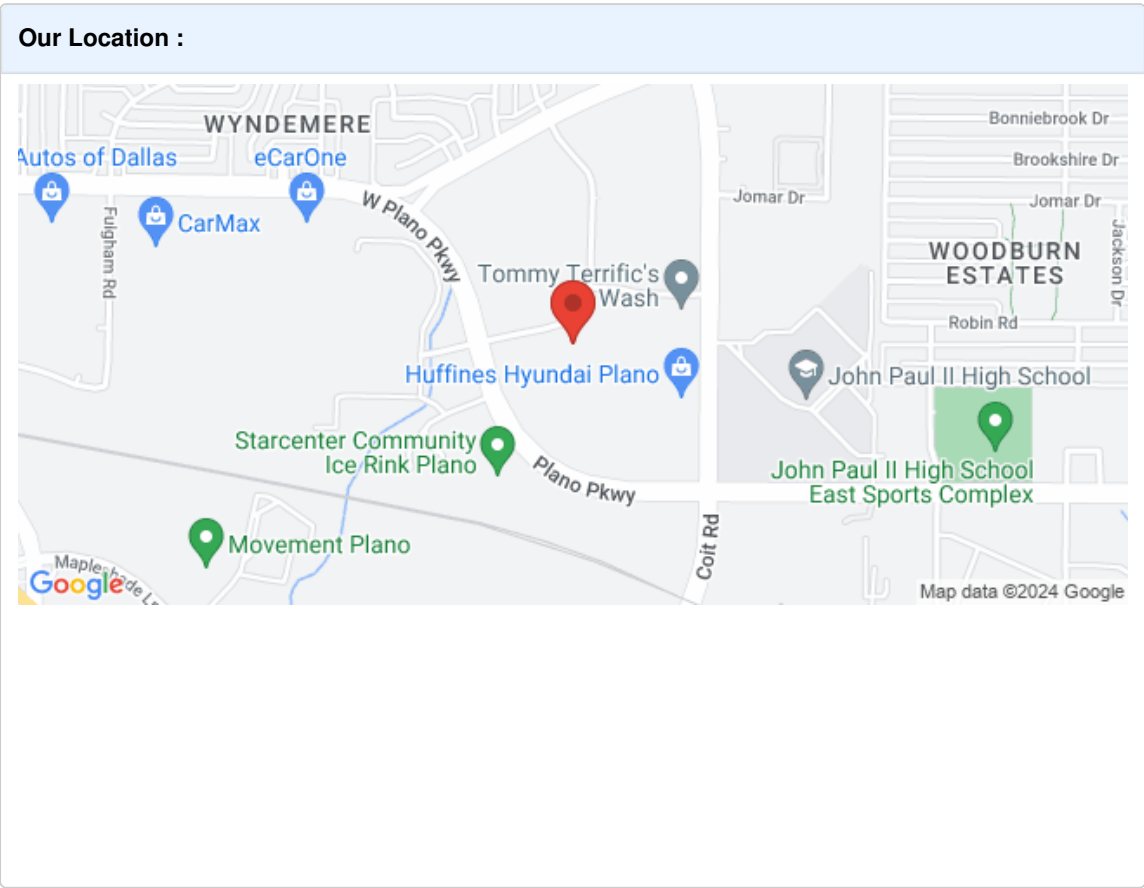 Our Location :
WYNDEMERE
Bonniebrook Dr
Autos of Dallas
eCarOne
Brookshire Dr
Jomar Dr
Jomar Dr
W Plano Pkwy
CarMax
Fulgham Rd
Jackson Dr
WOODBURN
ESTATES
Tommy Terrific's
Wash
Robin Rd
Huffines Hyundai Plano
John Paul II High School
Starcenter Community
Ice Rink Plano
Plano Pkwy
John Paul II High School
East Sports Complex
Coit Rd
Movement Plano
Mapleshade Ln
Google
Map data ©2024 Google